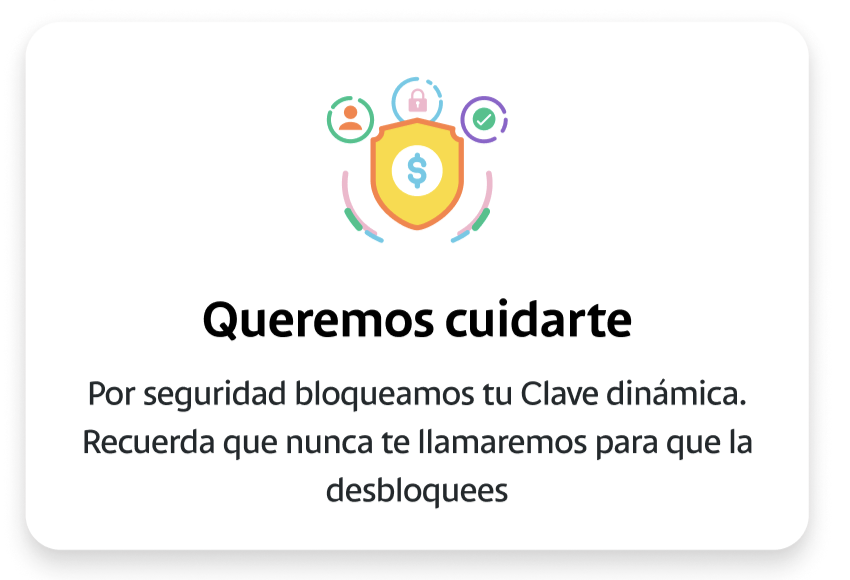 Queremos cuidarte
Por seguridad bloqueamos tu Clave dinámica.
Recuerda que nunca te llamaremos para que la
desbloquees